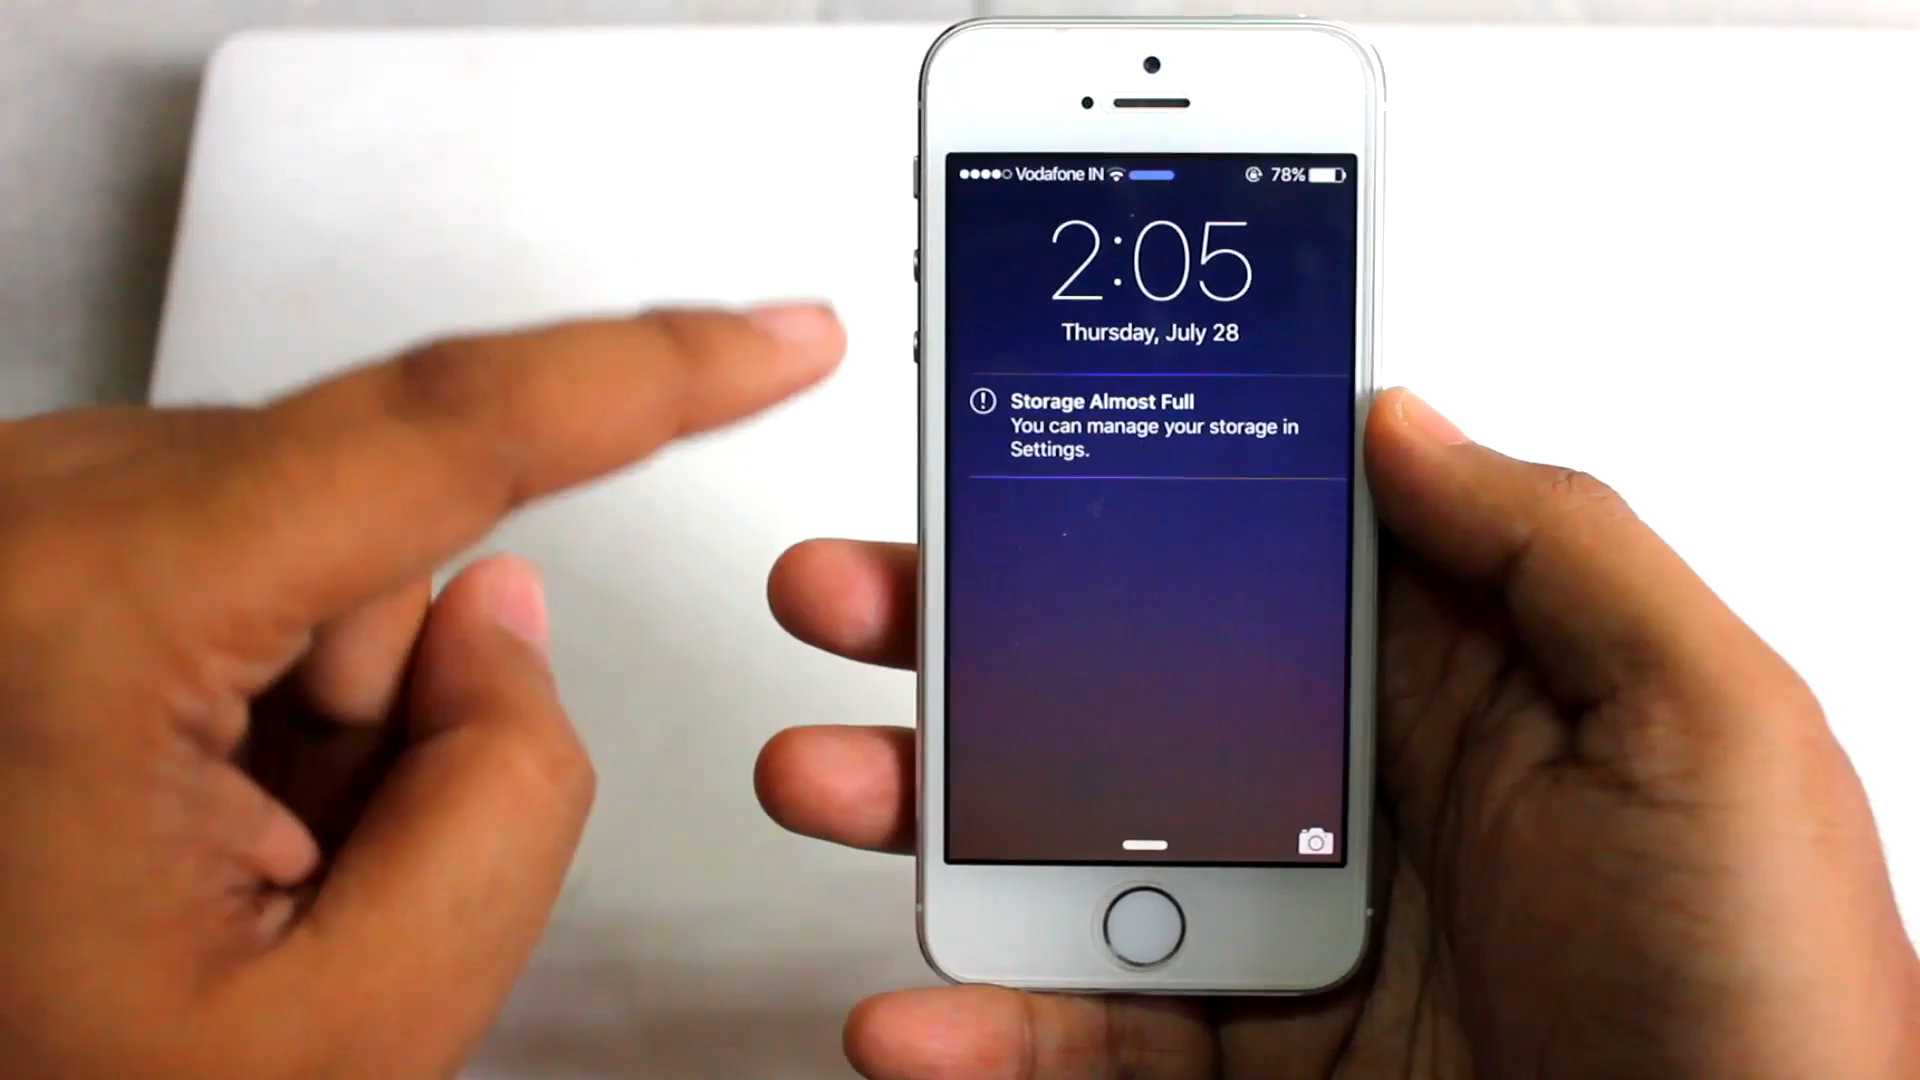 Vodafone IN 78%
2:05
Thursday, July 28
Storage Almost Full
You can manage your storage in
Settings.